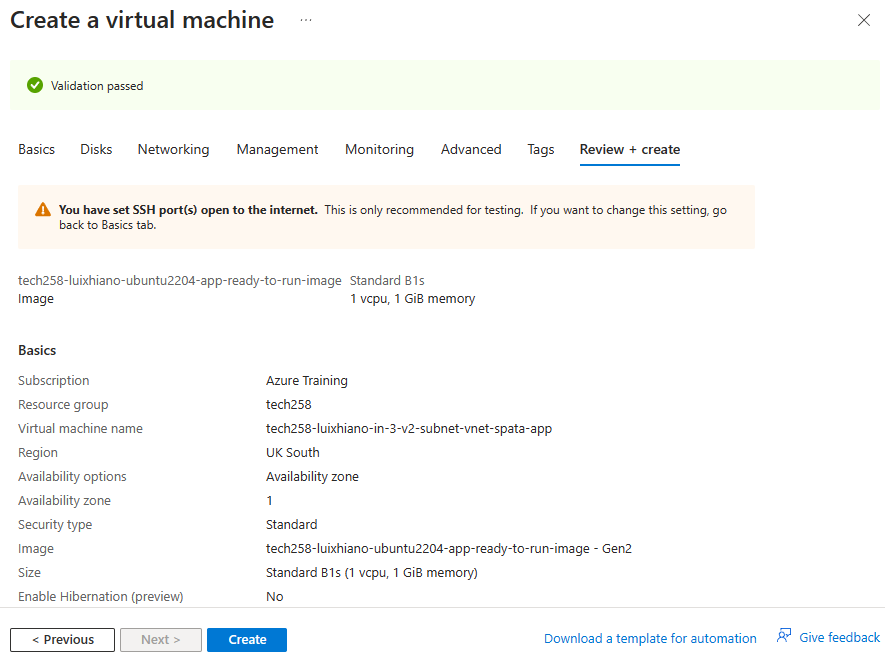 Create a virtual machine ...
Validation passed
Basics Disks Networking Management Monitoring Advanced Tags Review + create
You have set SSH port(s) open to the internet. This is only recommended for testing. If you want to change this setting, go
back to Basics tab.
tech258-luixhiano-ubuntu2204-app-ready-to-run-image Standard B1s
Image 1 vcpu, 1 GiB memory
Basics
Subscription Azure Training
Resource group tech258
Virtual machine name tech258-luixhiano-in-3-v2-subnet-vnet-spata-app
Region UK South
Availability options Availability zone
Availability zone 1
Security type Standard
Image tech258-luixhiano-ubuntu2204-app-ready-to-run-image - Gen2
Size Standard B1s (1 vcpu, 1 GiB memory)
Enable Hibernation (preview) No
< Previous Next > Create Download a template for automation Give feedback